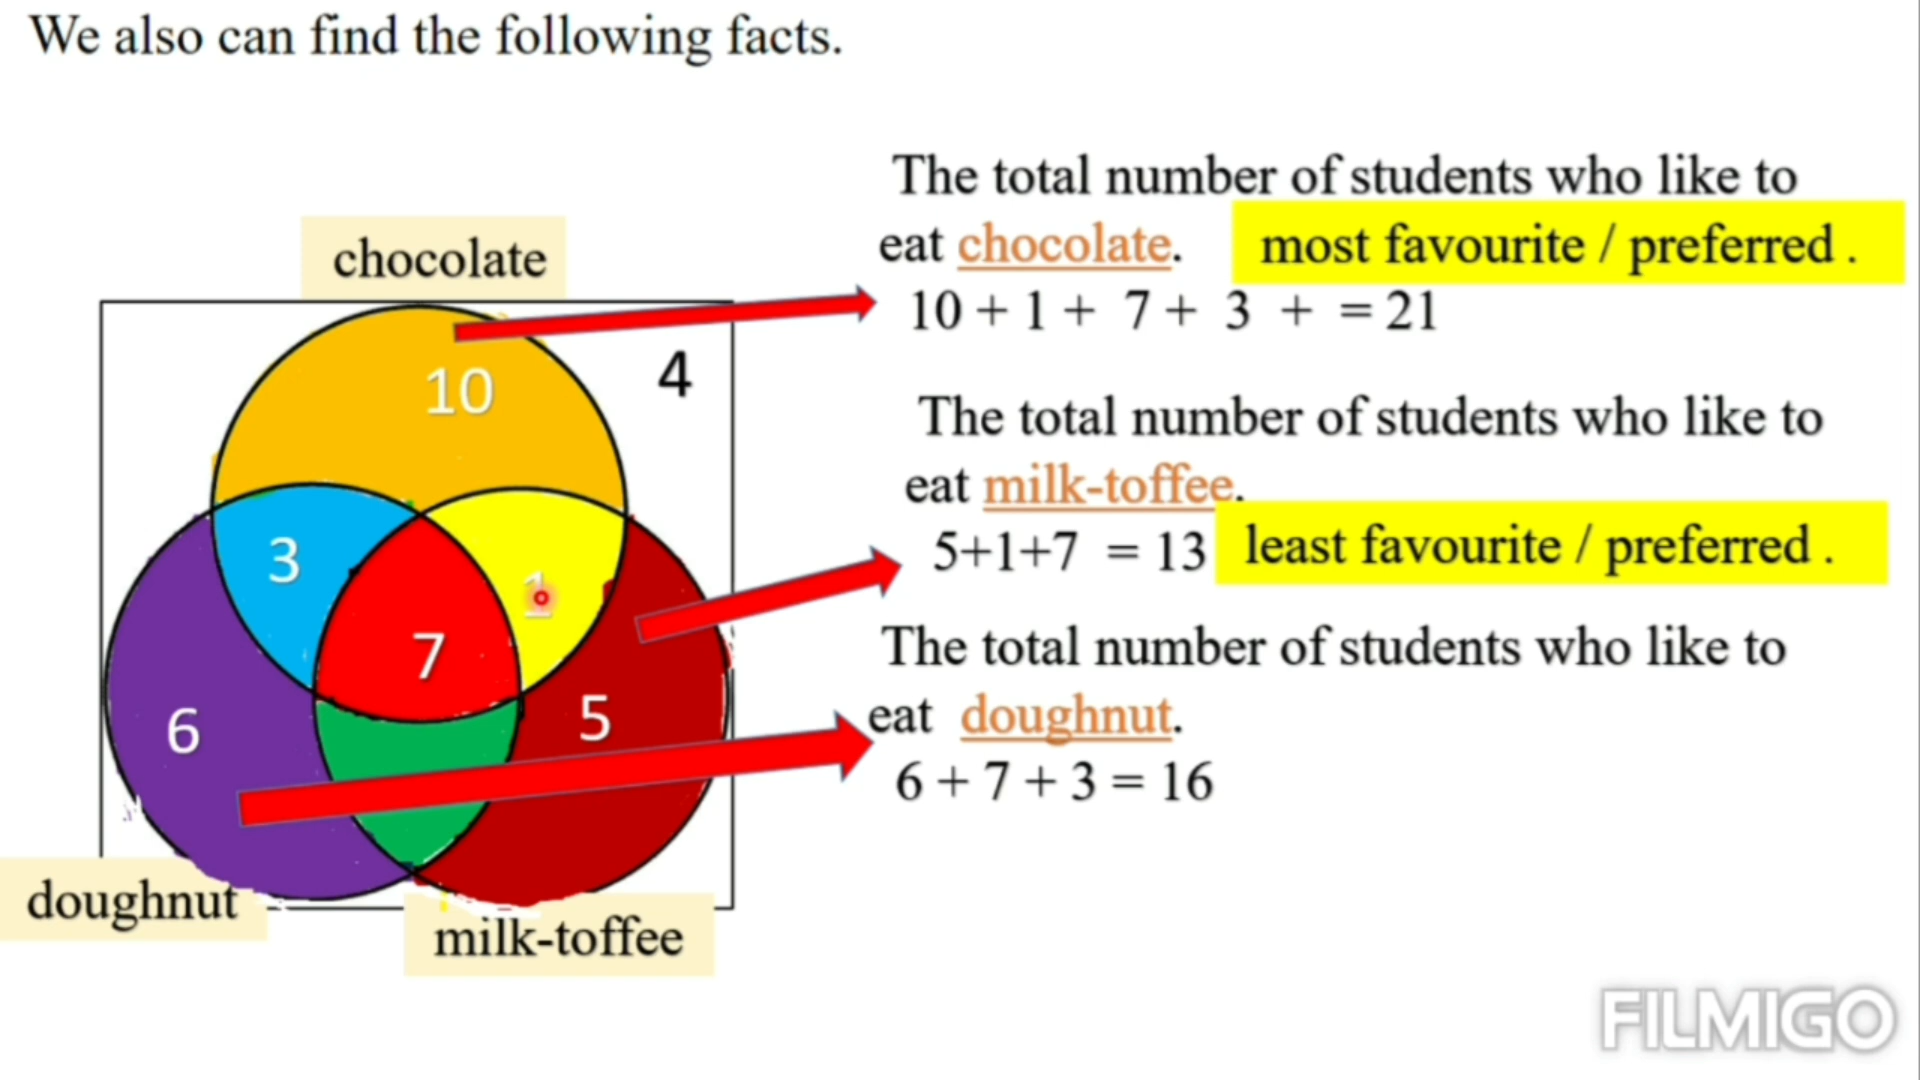 We also can find the following facts.
chocolate
10
4
3
1
7
6
5
doughnut
milk-toffee
The total number of students who like to
eat chocolate. most favourite / preferred .
10 + 1 + 7 + 3 + = 21
The total number of students who like to
eat milk-toffee.
5+1+7 = 13 least favourite / preferred .
The total number of students who like to
eat doughnut.
6 + 7 + 3 = 16
FILMIGO